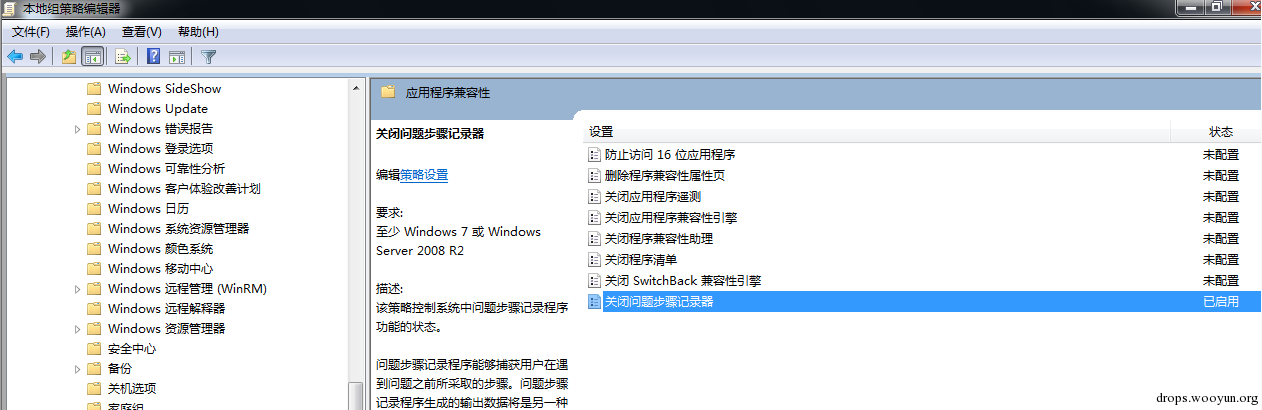 本地组策略编辑器
文件(F) 操作(A) 查看(V) 帮助(H)
Windows SideShow
Windows Update
Windows 错误报告
Windows 登录选项
Windows 可靠性分析
Windows 客户体验改善计划
Windows 日历
Windows 系统资源管理器
Windows 颜色系统
Windows 移动中心
Windows 远程管理 (WinRM)
Windows 远程解释器
Windows 资源管理器
安全中心
备份
关机选项
家庭组
应用程序兼容性
关闭问题步骤记录器
编辑策略设置
要求:
至少 Windows 7 或 Windows
Server 2008 R2
描述:
该策略控制系统中问题步骤记录程序
功能的状态。
问题步骤记录程序能够捕获用户在遇
到问题之前所采取的步骤。问题步骤
记录程序生成的输出数据将是另一种
设置 状态
防止访问 16 位应用程序 未配置
删除程序兼容性属性页 未配置
关闭应用程序遥测 未配置
关闭应用程序兼容性引擎 未配置
关闭程序兼容性助理 未配置
关闭程序清单 未配置
关闭 SwitchBack 兼容性引擎 未配置
关闭问题步骤记录器 已启用
drops.wooyun.org